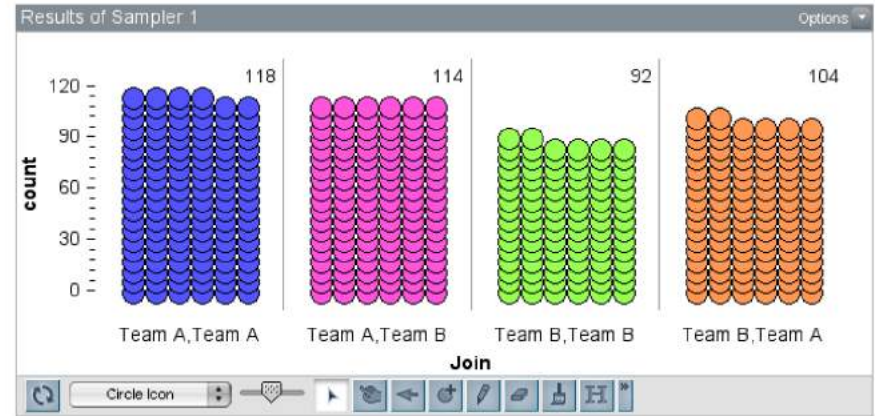 Results of Sampler 1 Options
118 114 92 104
120
90
60
30
0
count
Team A,Team A Team A,Team B Team B,Team B Team B,Team A
Join
Circle Icon